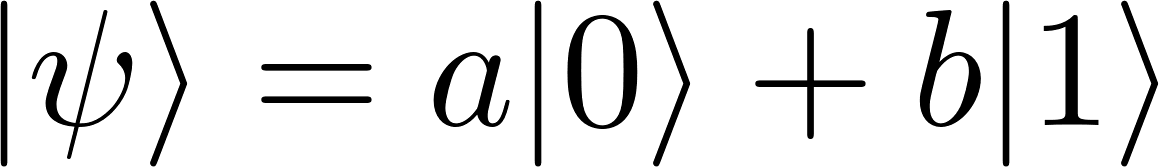 |ψ⟩ = a|0⟩ + b|1⟩